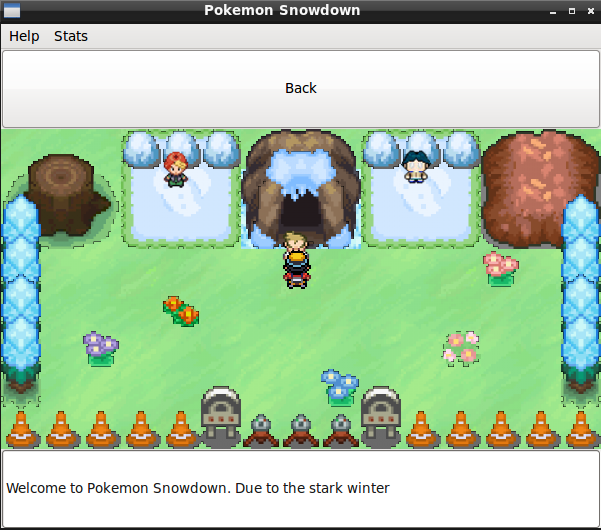 Pokemon Snowdown
Help Stats
Back
Welcome to Pokemon Snowdown. Due to the stark winter